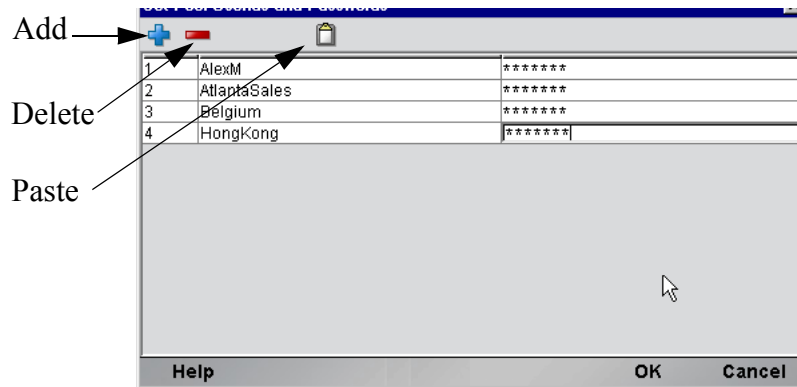 Add
Delete
Paste
1 AlexM *******
2 AtlantaSales *******
3 Belgium *******
4 HongKong *******
Help OK Cancel